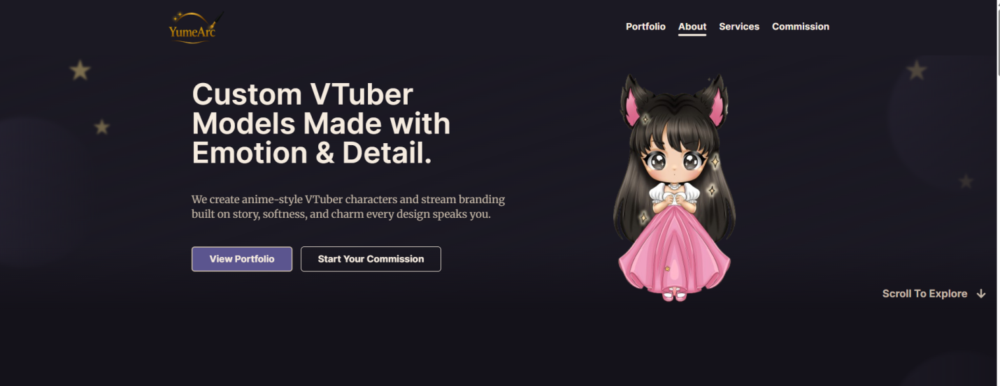 YumeArc
Portfolio About Services Commission
Custom VTuber
Models Made with
Emotion & Detail.
We create anime-style VTuber characters and stream branding
built on story, softness, and charm every design speaks you.
View Portfolio Start Your Commission
Scroll To Explore